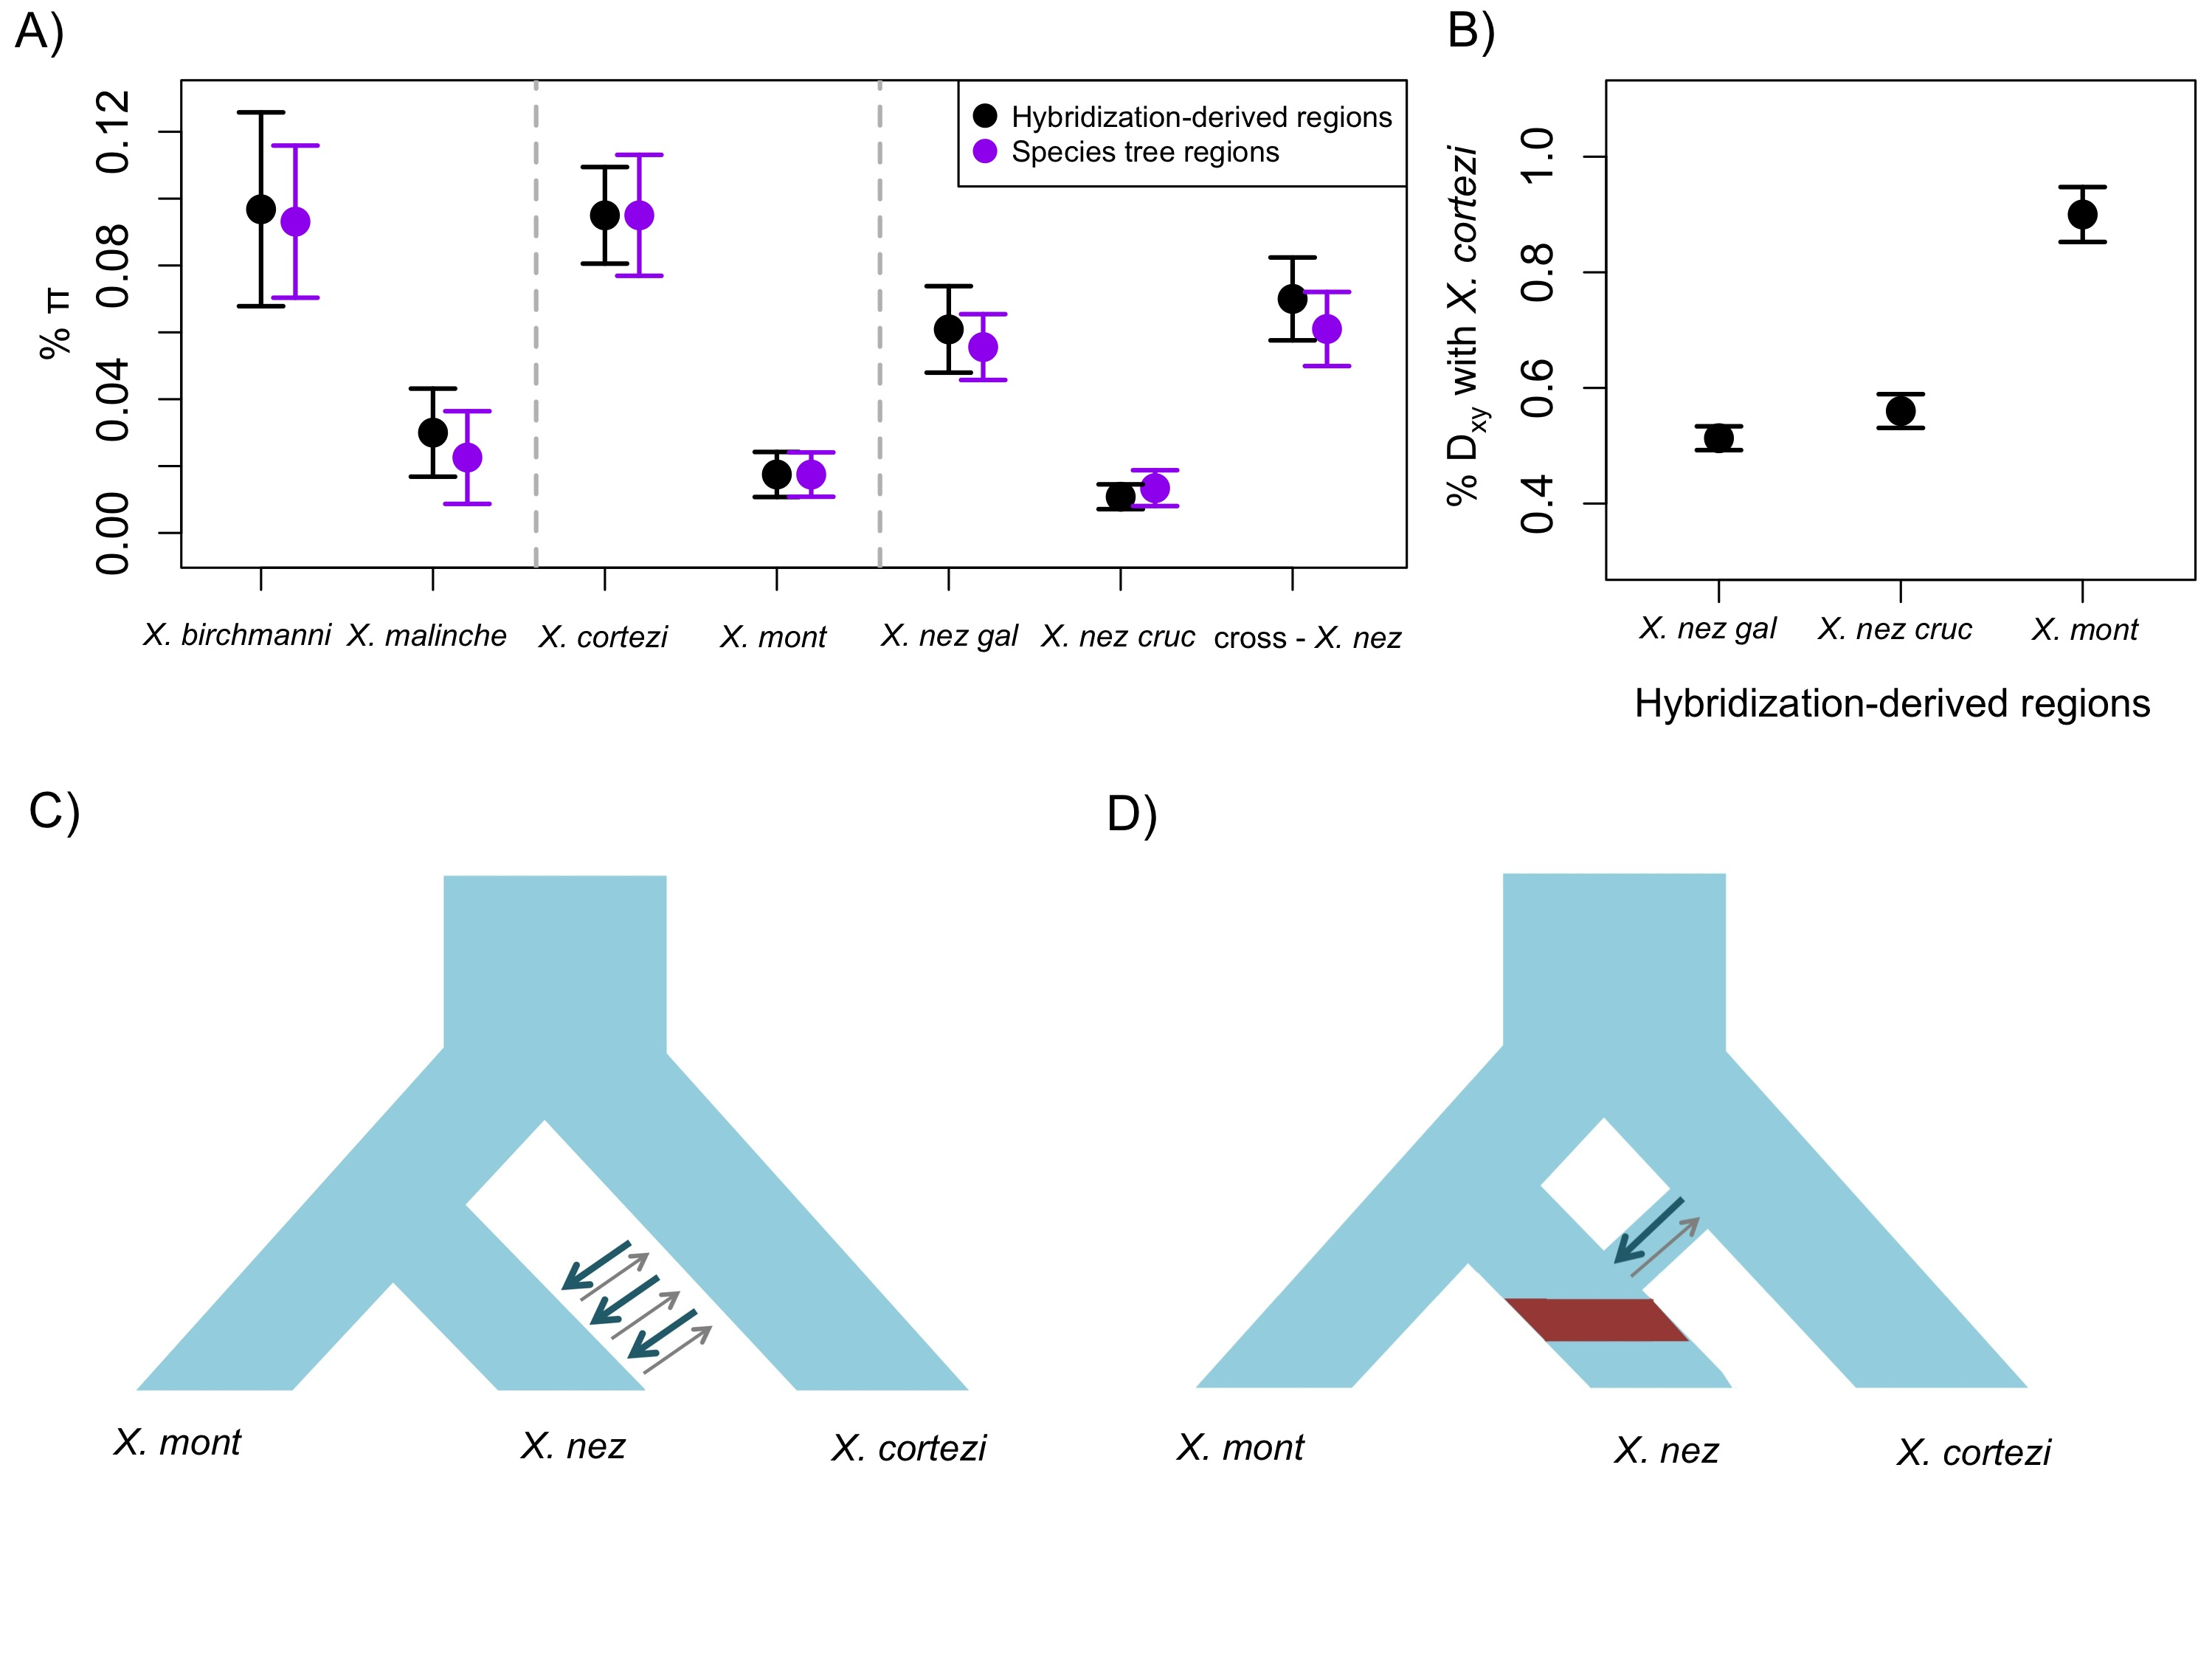 A)
% π
0.12
0.08
0.04
0.00
Hybridization-derived regions
Species tree regions
X. birchmanni
X. malinche
X. cortezi
X. mont
X. nez gal
X. nez cruc
cross - X. nez
B)
% Dxy with X. cortezi
1.0
0.8
0.6
0.4
X. nez gal
X. nez cruc
X. mont
Hybridization-derived regions
C)
X. mont
X. nez
X. cortezi
D)
X. mont
X. nez
X. cortezi